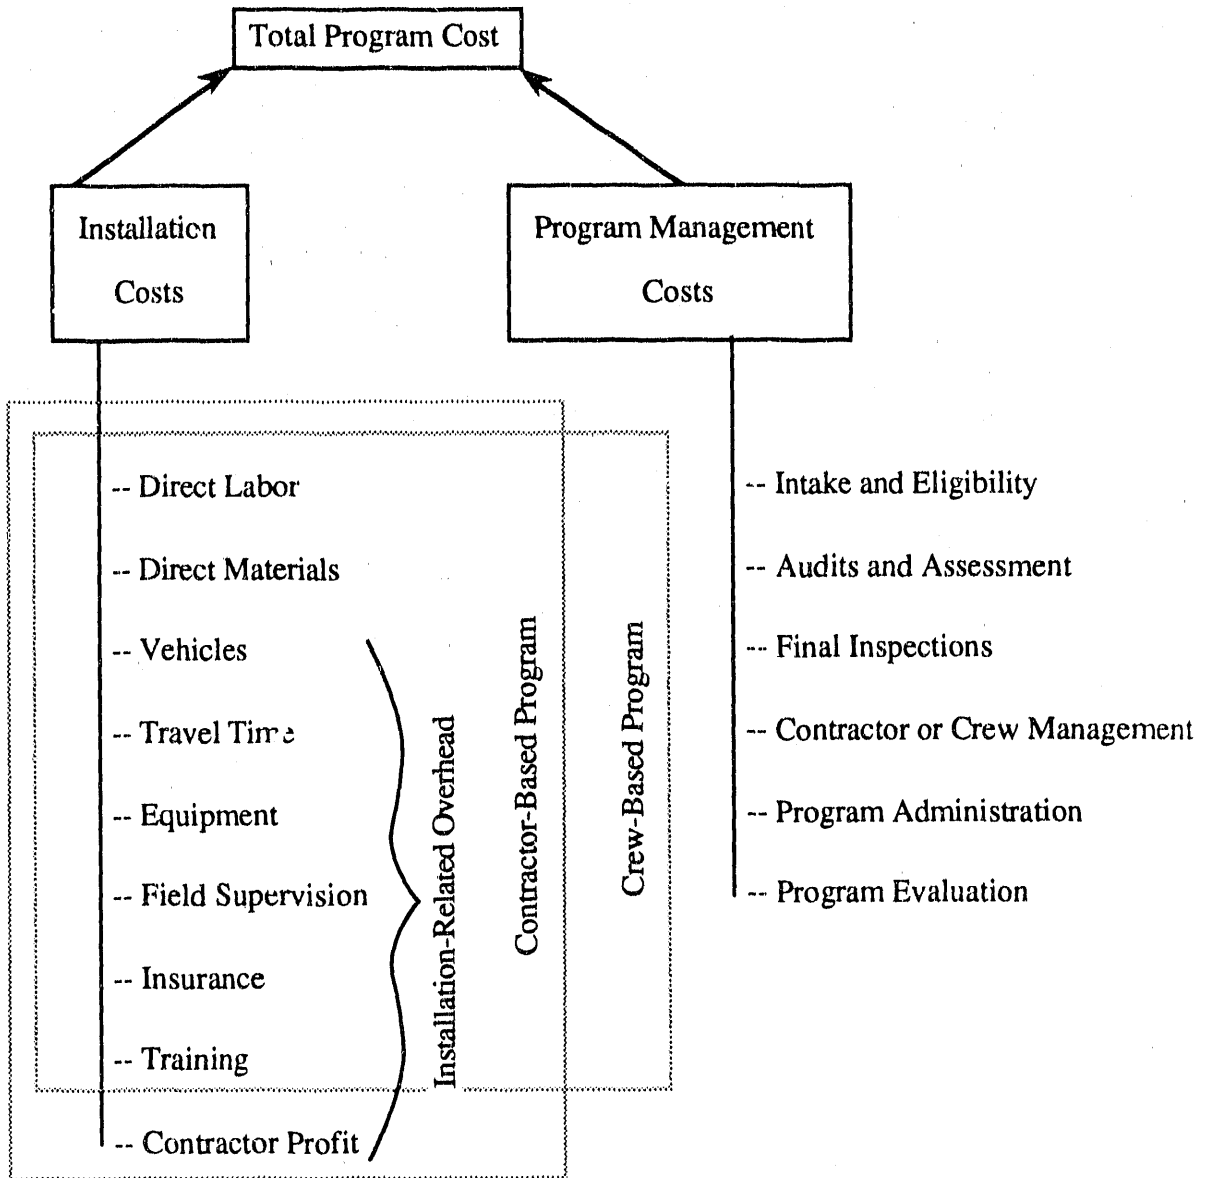 Total Program Cost
Installation
Costs
Program Management
Costs
-- Direct Labor
-- Direct Materials
-- Vehicles
-- Travel Time
-- Equipment
-- Field Supervision
-- Insurance
-- Training
-- Contractor Profit
Installation-Related Overhead
Contractor-Based Program
Crew-Based Program
-- Intake and Eligibility
-- Audits and Assessment
-- Final Inspections
-- Contractor or Crew Management
-- Program Administration
-- Program Evaluation